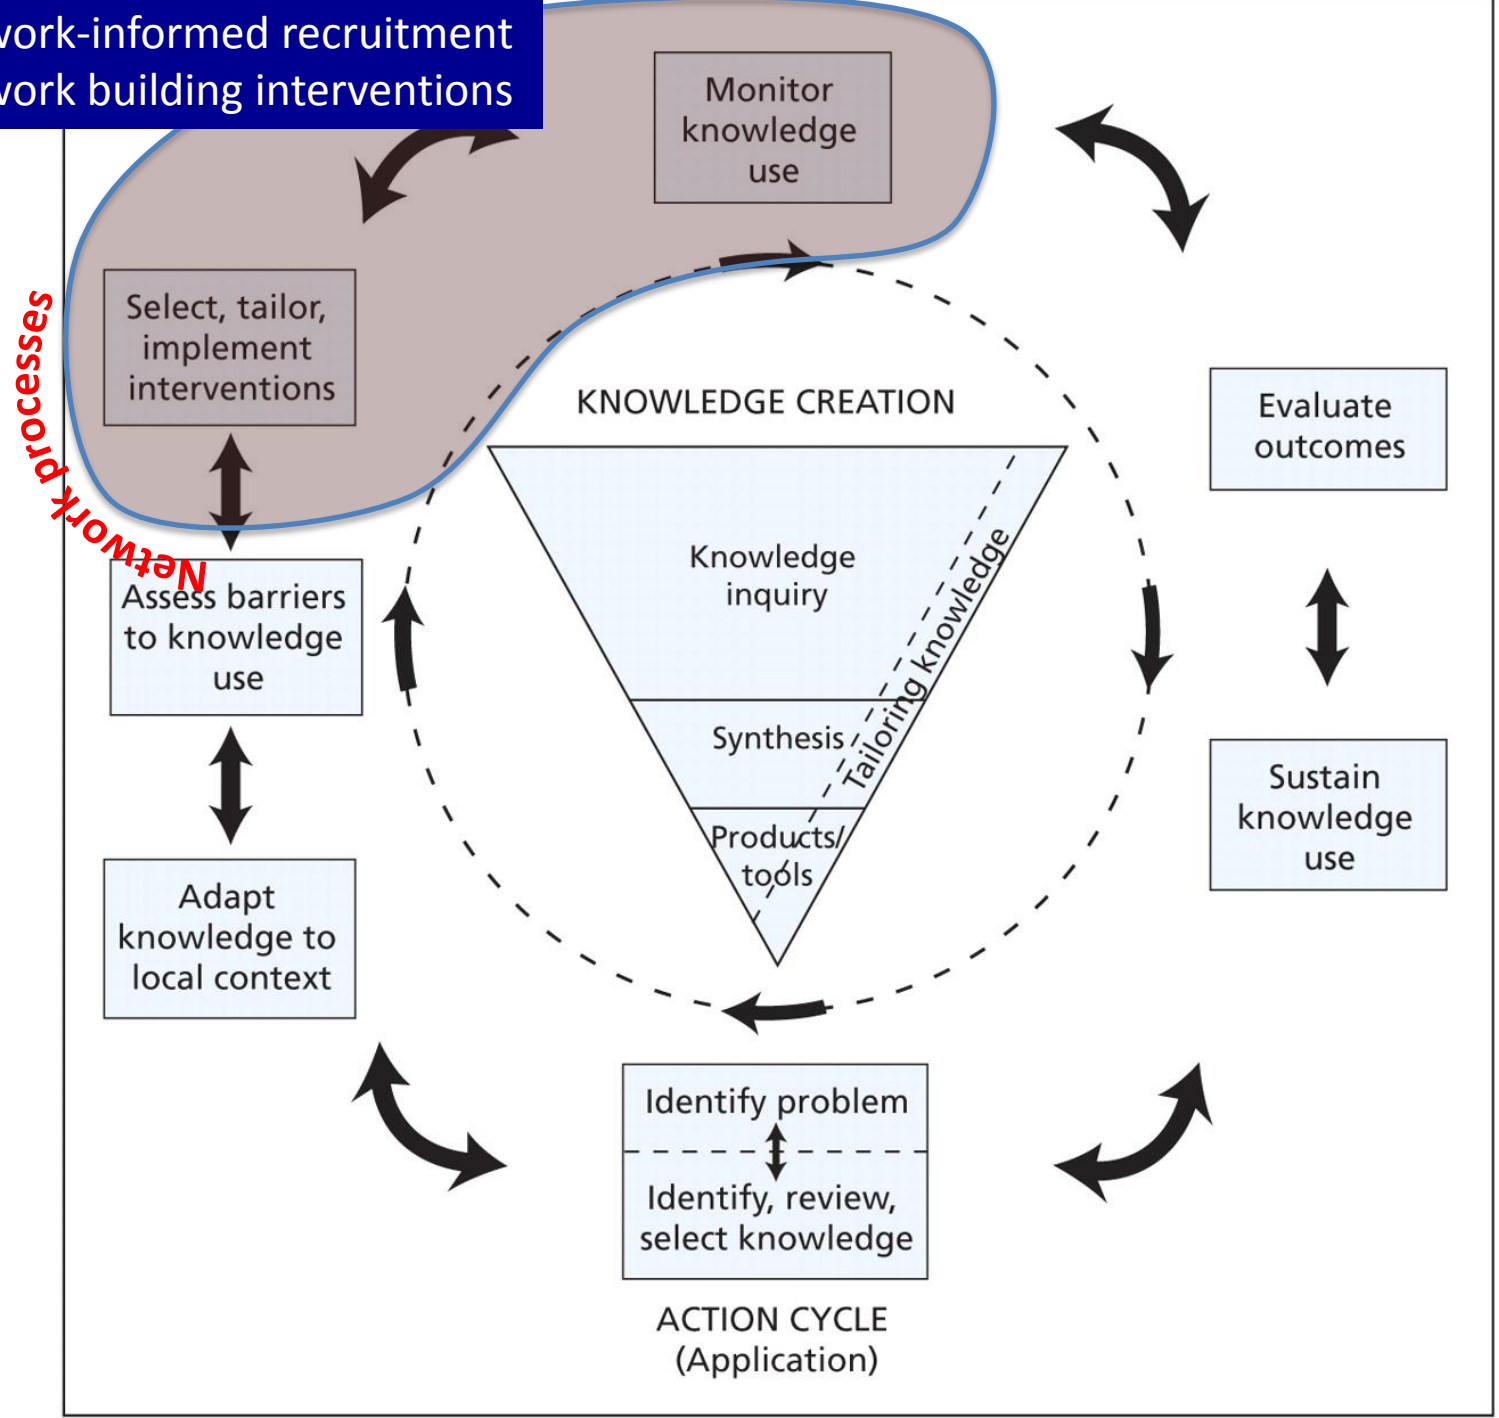 work-informed recruitment
work building interventions
Monitor
knowledge
use
Select, tailor,
implement
interventions
Network processes
Evaluate
outcomes
KNOWLEDGE CREATION
Knowledge
inquiry
Tailoring knowledge
Synthesis
Products/
tools
Assess barriers
to knowledge
use
Sustain
knowledge
use
Adapt
knowledge to
local context
Identify problem
Identify, review,
select knowledge
ACTION CYCLE
(Application)